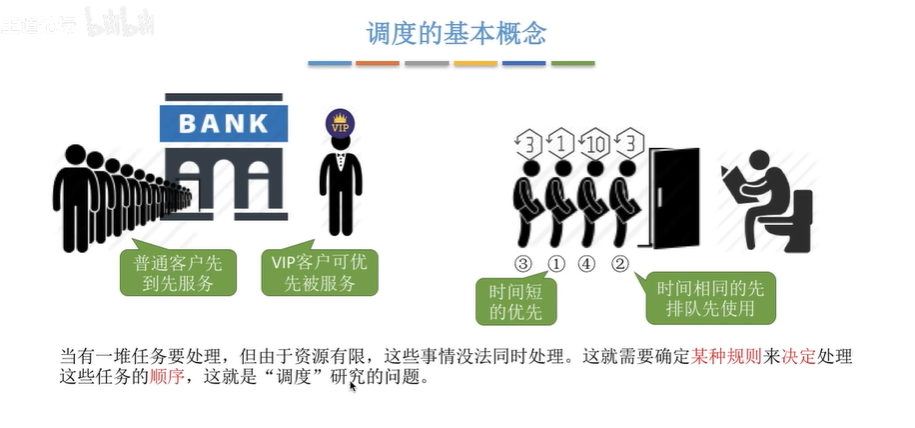 bilibili
调度的基本概念
BANK
VIP
普通客户先
到先服务
VIP客户可优
先被服务
3 1 10 3
③ ① ④ ②
时间短
的优先
时间相同的先
排队先使用
当有一堆任务要处理，但由于资源有限，这些事情没法同时处理。这就需要确定某种规则来决定处理
这些任务的顺序，这就是“调度”研究的问题。